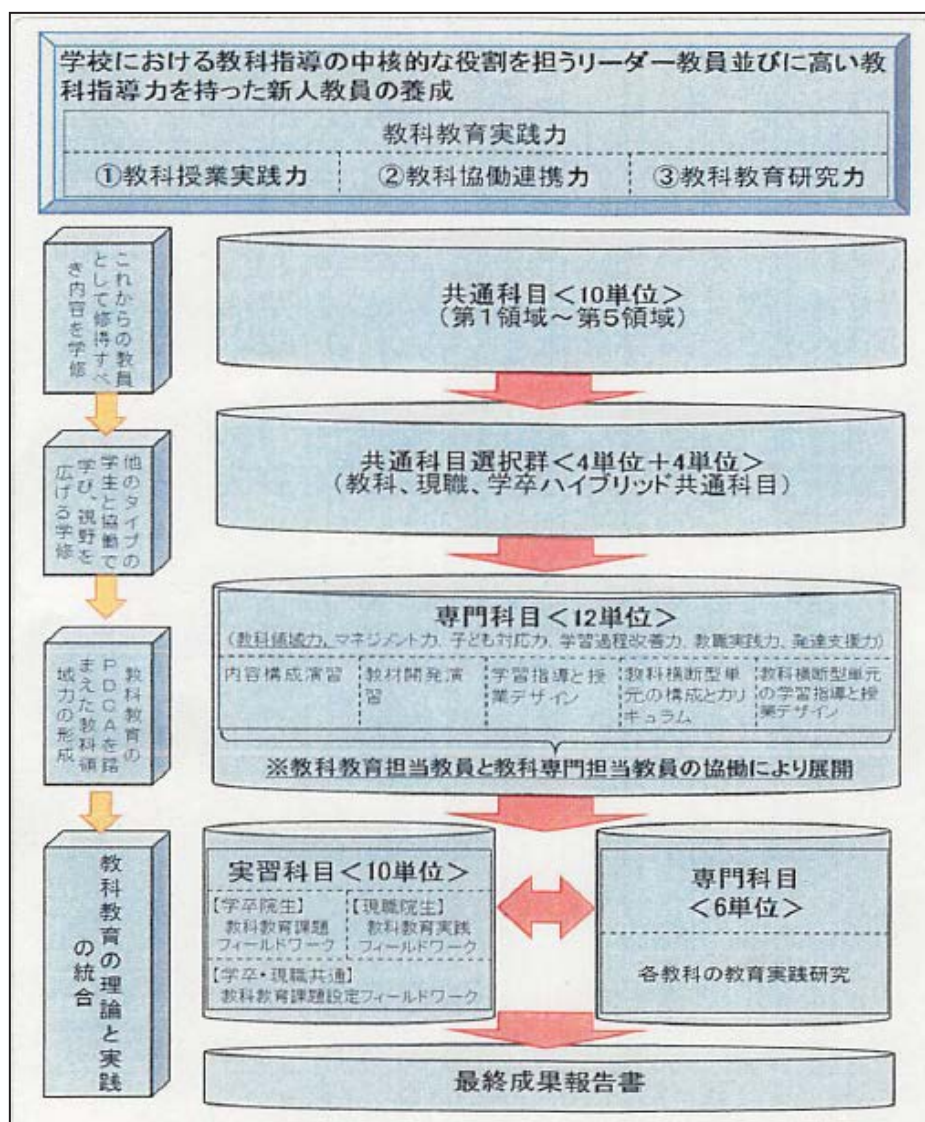 学校における教科指導の中核的な役割を担うリーダー教員並びに高い教
科指導力を持った新人教員の養成
教科教育実践力
①教科授業実践力
②教科協働連携力
③教科教育研究力
これからの教員
として修得すべ
き内容を学修
共通科目<10単位>
(第1領域~第5領域)
他のタイプの
学生と協働で
学び、視野を
広げる学修
共通科目選択群<4単位+4単位>
(教科、現職、学卒ハイブリッド共通科目)
教科教育の
PDCAを踏
まえた教科領
域力の形成
専門科目<12単位>
(教科領域力、マネジメント力、子ども対応力、学習過程改善力、教職実践力、発達支援力)
内容構成演習
教材開発演
習
学習指導と授
業デザイン
教科横断型単
元の構成とカリ
キュラム
教科横断型単元
の学習指導と授
業デザイン
※教科教育担当教員と教科専門担当教員の協働により展開
教科教育の理論と実践
の統合
実習科目<10単位>
【学卒院生】
教科教育課題
フィールドワーク
【現職院生】
教科教育実践
フィールドワーク
【学卒・現職共通】
教科教育課題設定フィールドワーク
専門科目
<6単位>
各教科の教育実践研究
最終成果報告書